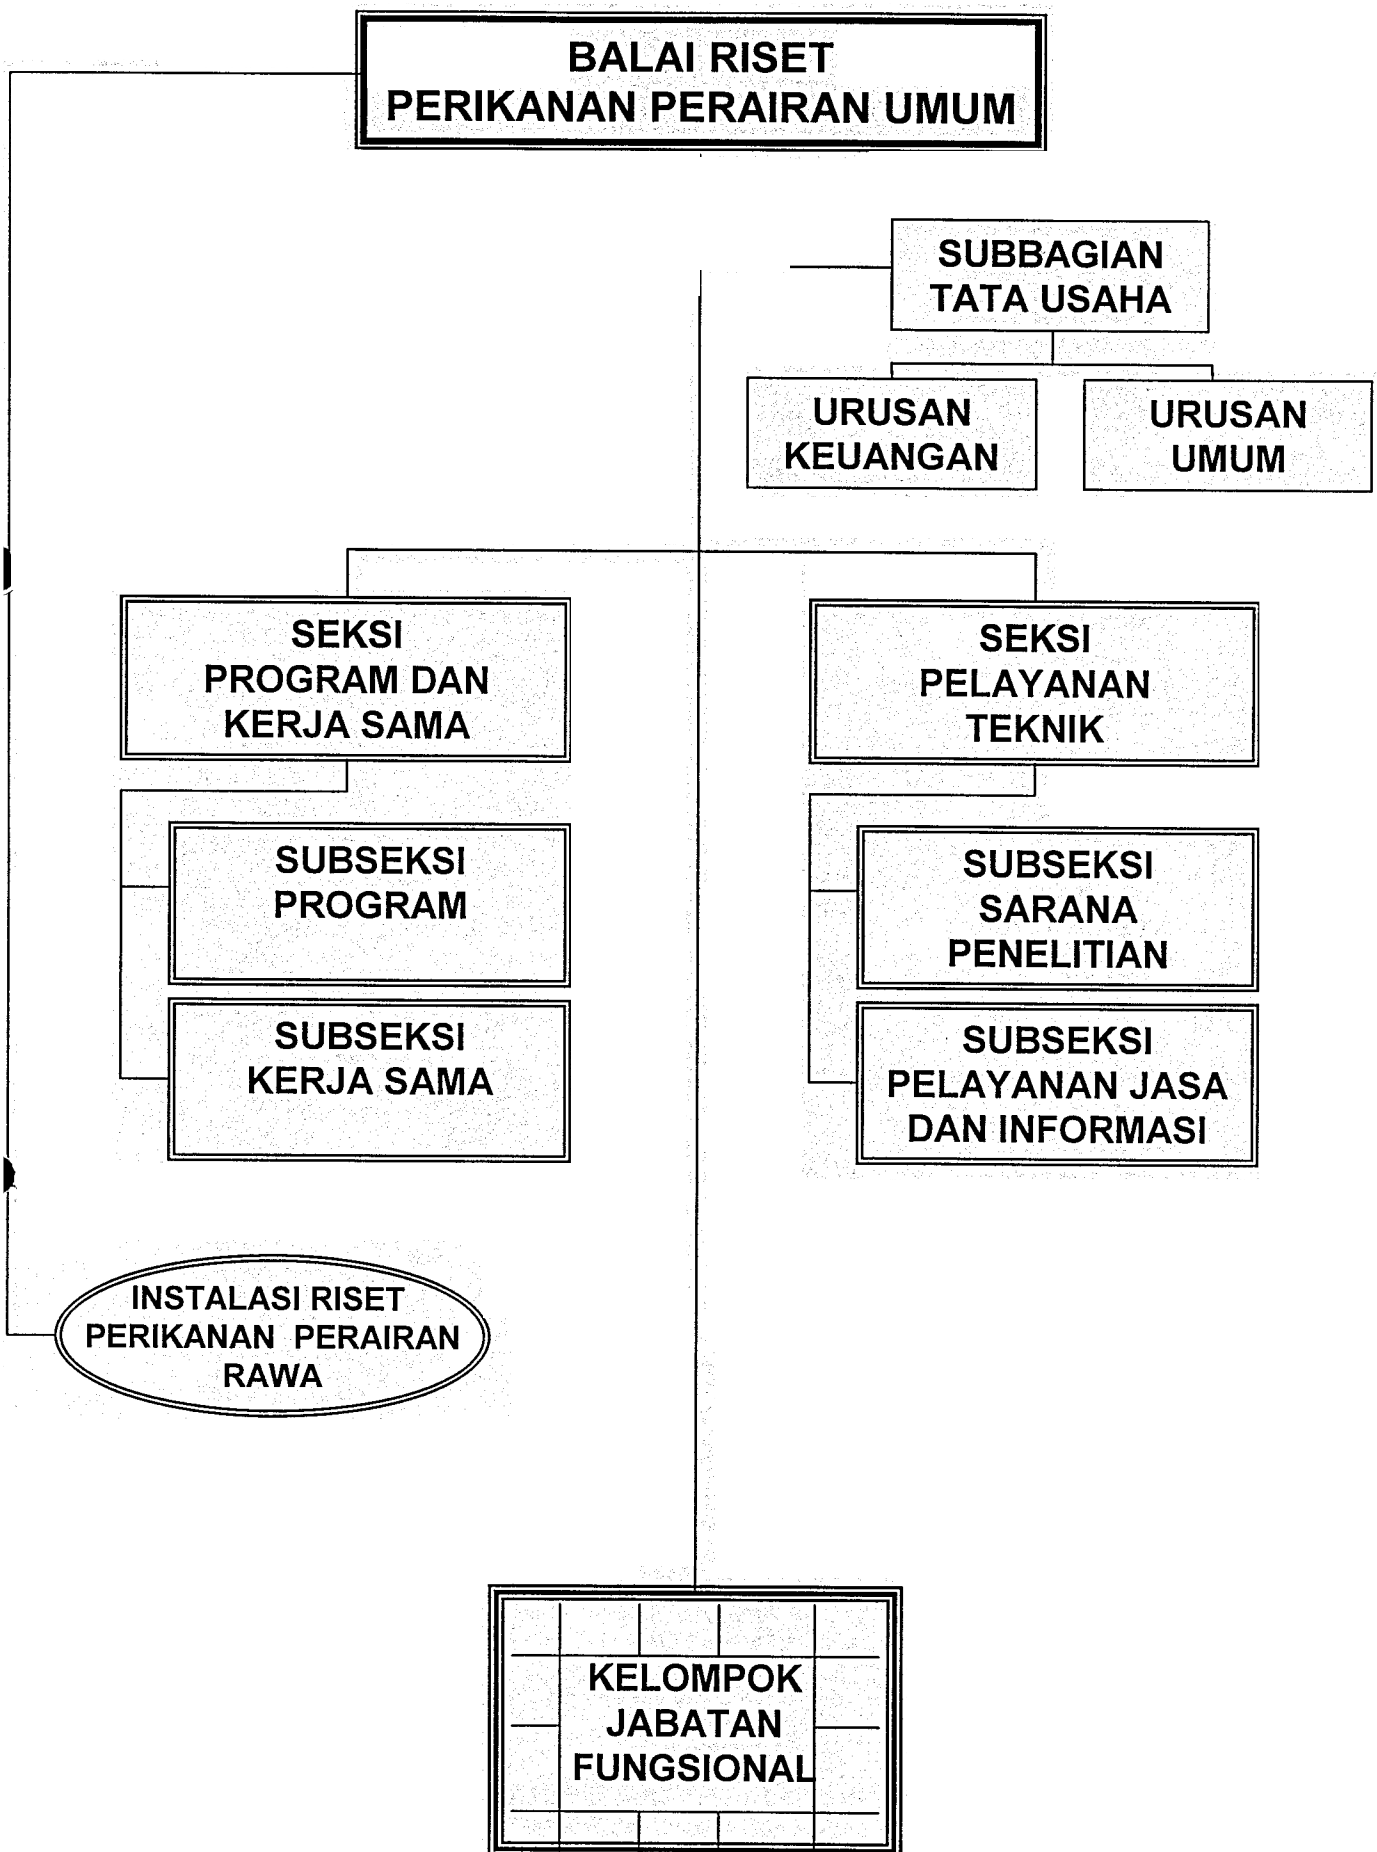 BALAI RISET
PERIKANAN PERAIRAN UMUM
SUBBAGIAN
TATA USAHA
URUSAN
KEUANGAN
URUSAN
UMUM
SEKSI
PROGRAM DAN
KERJA SAMA
SEKSI
PELAYANAN
TEKNIK
SUBSEKSI
PROGRAM
SUBSEKSI
SARANA
PENELITIAN
SUBSEKSI
KERJA SAMA
SUBSEKSI
PELAYANAN JASA
DAN INFORMASI
INSTALASI RISET
PERIKANAN PERAIRAN
RAWA
KELOMPOK
JABATAN
FUNGSIONAL